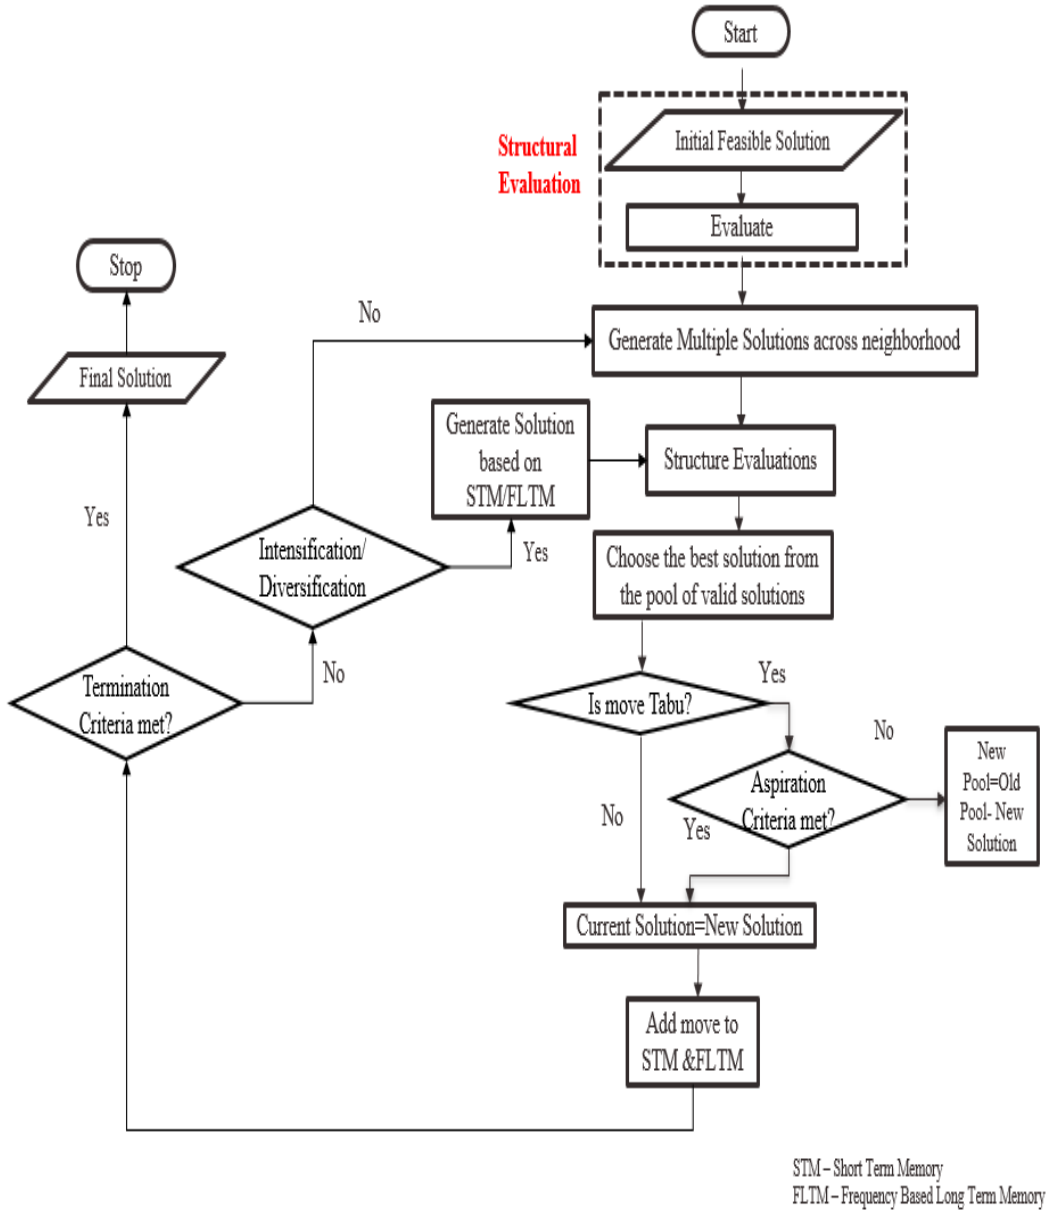 Start
Structural
Evaluation
Initial Feasible Solution
Evaluate
Stop
No
Generate Multiple Solutions across neighborhood
Final Solution
Generate Solution
based on
STM/FLTM
Structure Evaluations
Yes
Intensification/
Diversification
Yes
Choose the best solution from
the pool of valid solutions
No
Termination
Criteria met?
Is move Tabu?
Yes
No
Aspiration
Criteria met?
No
Yes
New
Pool=Old
Pool- New
Solution
Current Solution=New Solution
Add move to
STM &FLTM
STM – Short Term Memory
FLTM – Frequency Based Long Term Memory